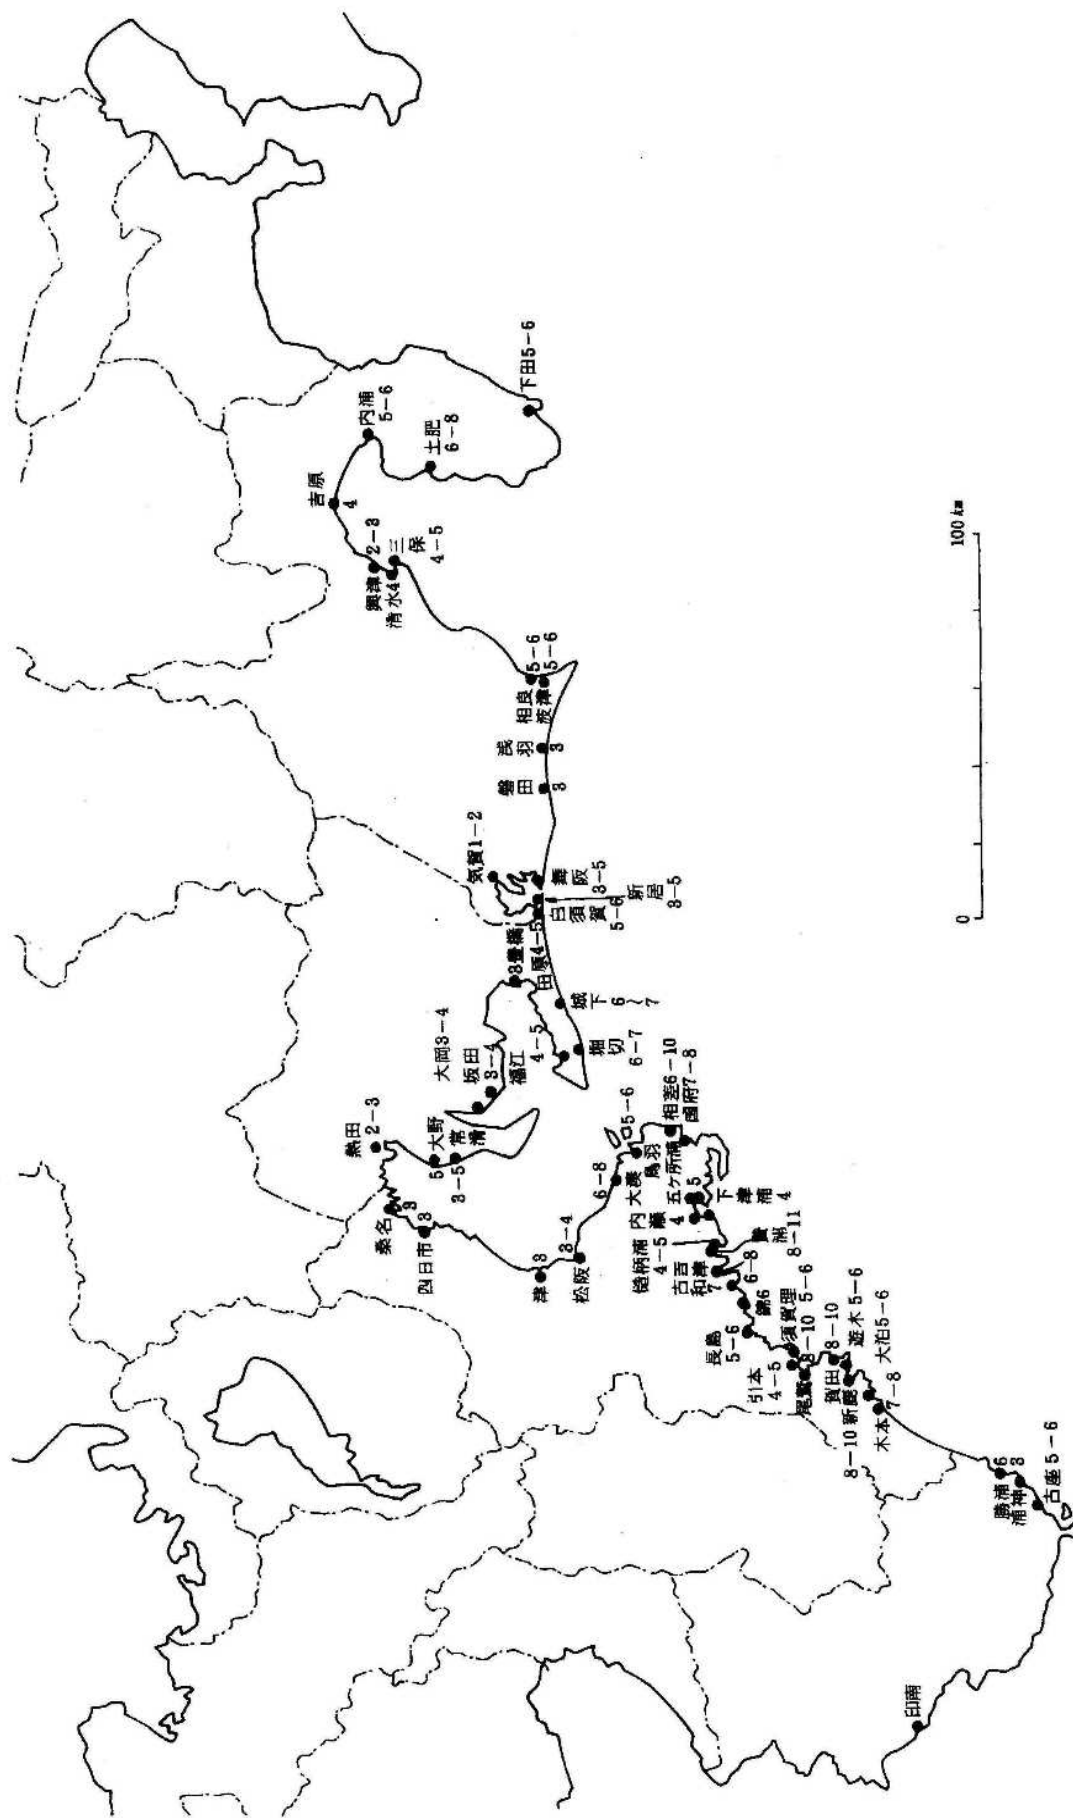 下田5-6
内浦
5-6
土肥
6-8
吉原
4
興津2-3
清水4
三保
4-5
相良
5-6
波津
5-6
浅羽
3
磐田
3
気賀1-2
舞阪
3-5
新居
3-5
白須賀
5-6
3豊橋
田原4-5
城下
6~7
堀切
6-7
福江
4-5
大岡3-4
坂田
3-4
大野
5
常滑
3-5
熱田
2-3
桑名
3
四日市
3
津
3
松阪
3-4
大湊
6-8
鳥羽
5-6
相差6-10
国府7-8
五ケ所浦
5
下津浦
4
内瀬
4
慥柄浦
4-5
贄浦
8-11
古和
7
吉津
6-8
錦6
長島
5-6
須賀理
5-6
引本
4-5
尾鷲
8-10
賀田
8-10
遊木5-6
新鹿
8-10
大泊5-6
木本
7-8
勝浦
6
浦神
3
古座5-6
印南
0
100km